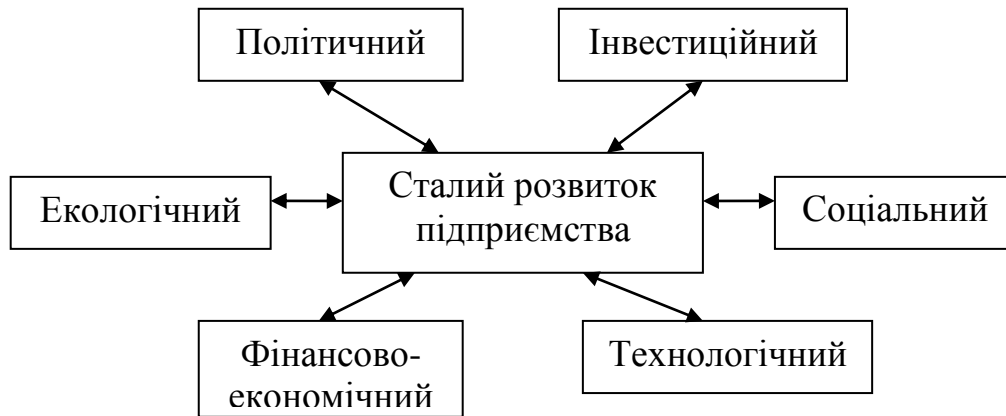 Політичний
Інвестиційний
Екологічний
Сталий розвиток
підприємства
Соціальний
Фінансово-
економічний
Технологічний